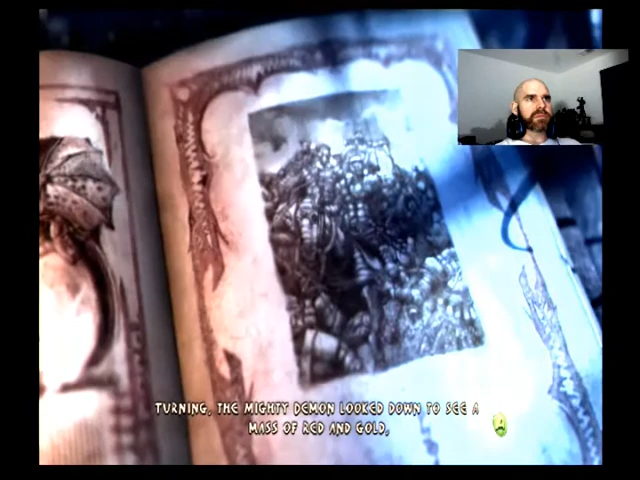 TURNING, THE MIGHTY DEMON LOOKED DOWN TO SEE A
MASS OF RED AND GOLD,